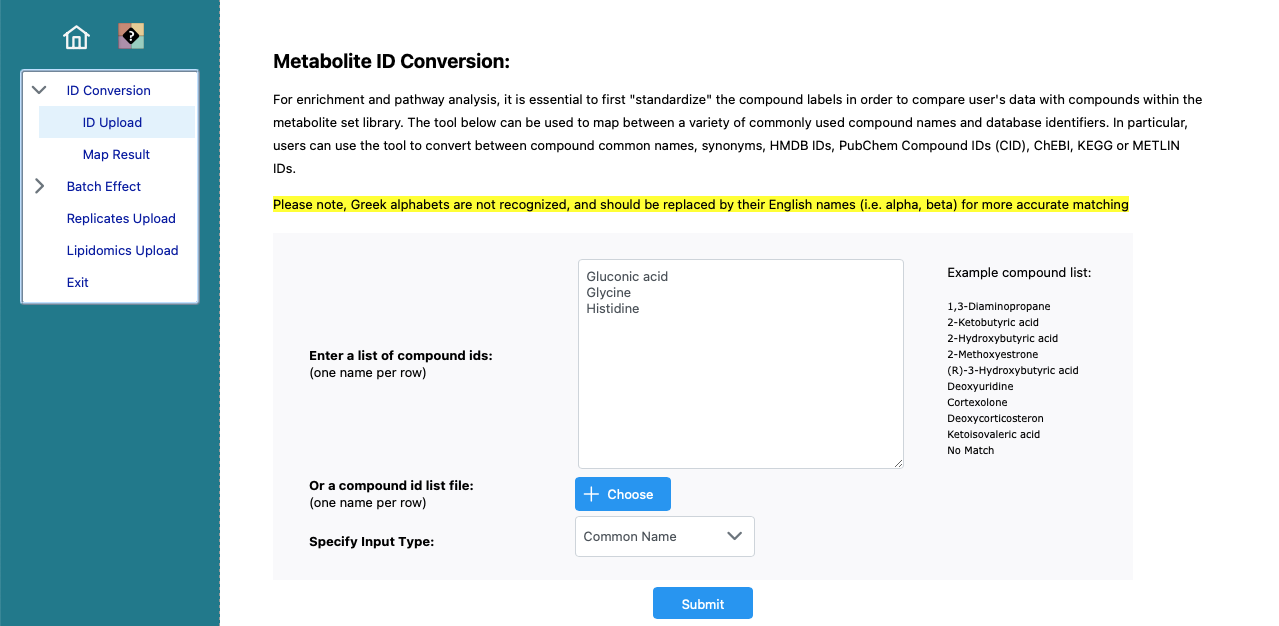 ?
ID Conversion
ID Upload
Map Result
Batch Effect
Replicates Upload
Lipidomics Upload
Exit
Metabolite ID Conversion:
For enrichment and pathway analysis, it is essential to first "standardize" the compound labels in order to compare user's data with compounds within the
metabolite set library. The tool below can be used to map between a variety of commonly used compound names and database identifiers. In particular,
users can use the tool to convert between compound common names, synonyms, HMDB IDs, PubChem Compound IDs (CID), ChEBI, KEGG or METLIN
IDs.
Please note, Greek alphabets are not recognized, and should be replaced by their English names (i.e. alpha, beta) for more accurate matching
Enter a list of compound ids:
(one name per row)
Gluconic acid
Glycine
Histidine
Example compound list:
1,3-Diaminopropane
2-Ketobutyric acid
2-Hydroxybutyric acid
2-Methoxyestrone
(R)-3-Hydroxybutyric acid
Deoxyuridine
Cortexolone
Deoxycorticosteron
Ketoisovaleric acid
No Match
Or a compound id list file:
(one name per row)
Choose
Specify Input Type:
Common Name
Submit